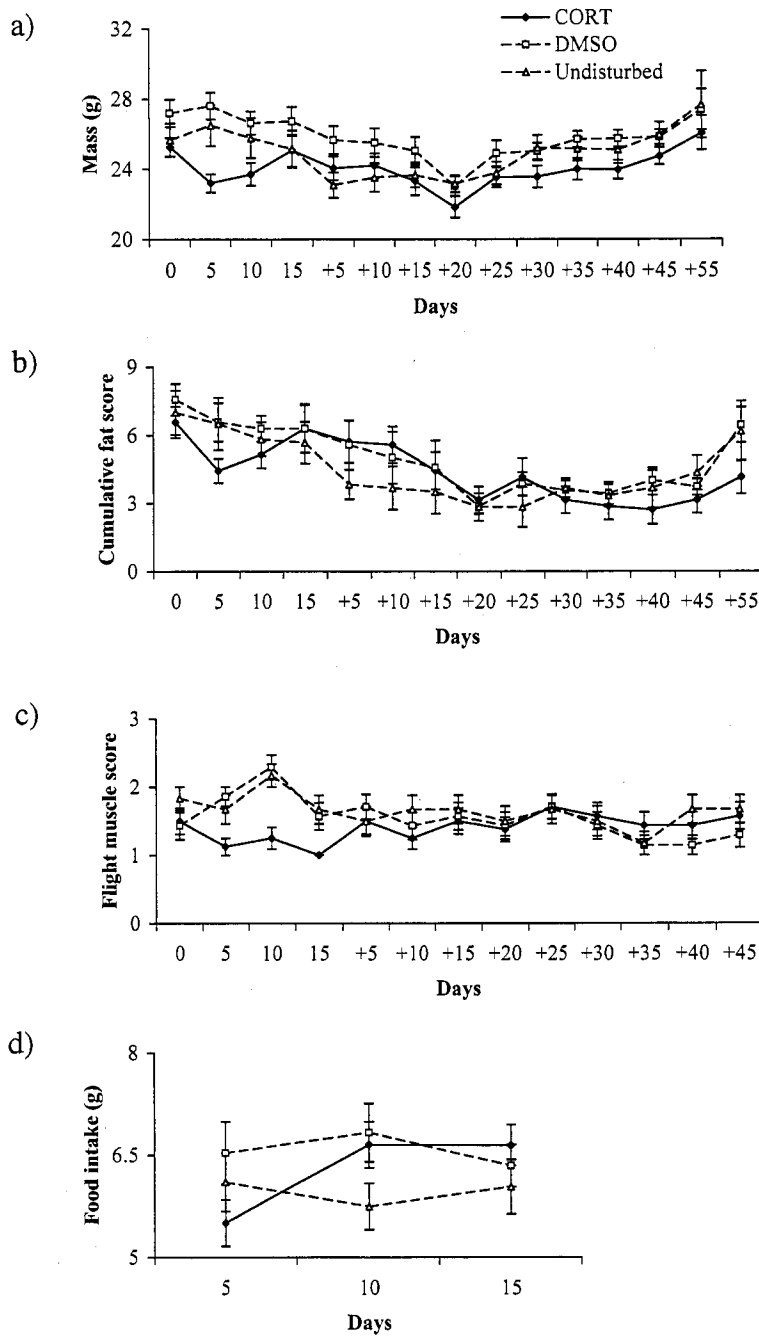 a)
CORT
DMSO
Undisturbed
Mass (g)
32
28
24
20
0 5 10 15 +5 +10 +15 +20 +25 +30 +35 +40 +45 +55
Days
b)
Cumulative fat score
9
6
3
0
0 5 10 15 +5 +10 +15 +20 +25 +30 +35 +40 +45 +55
Days
c)
Flight muscle score
3
2
1
0
0 5 10 15 +5 +10 +15 +20 +25 +30 +35 +40 +45
Days
d)
Food intake (g)
8
6.5
5
5 10 15
Days